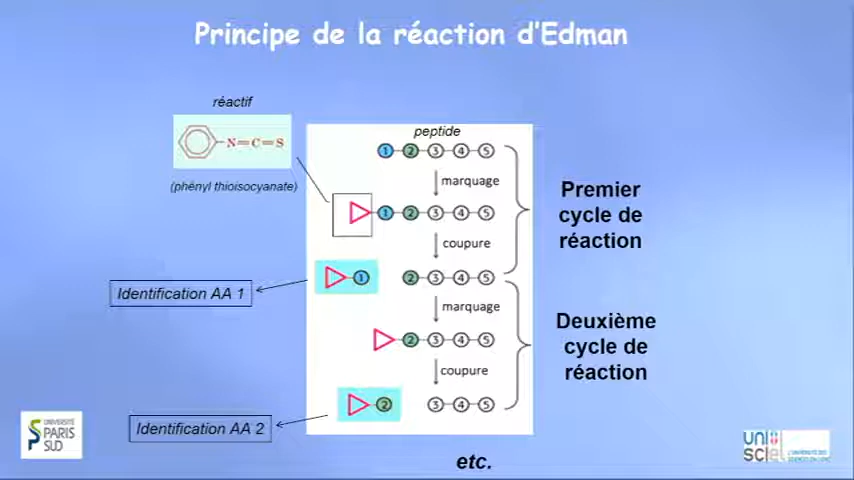 Principe de la réaction d'Edman
réactif
N=C=S
(phényl thioisocyanate)
peptide
1 2 3 4 5
marquage
1 2 3 4 5
coupure
1 2 3 4 5
Identification AA 1
marquage
2 3 4 5
coupure
2 3 4 5
Identification AA 2
Premier
cycle de
réaction
Deuxième
cycle de
réaction
etc.
UNIVERSITÉ
PARIS
SUD
uni
sciel